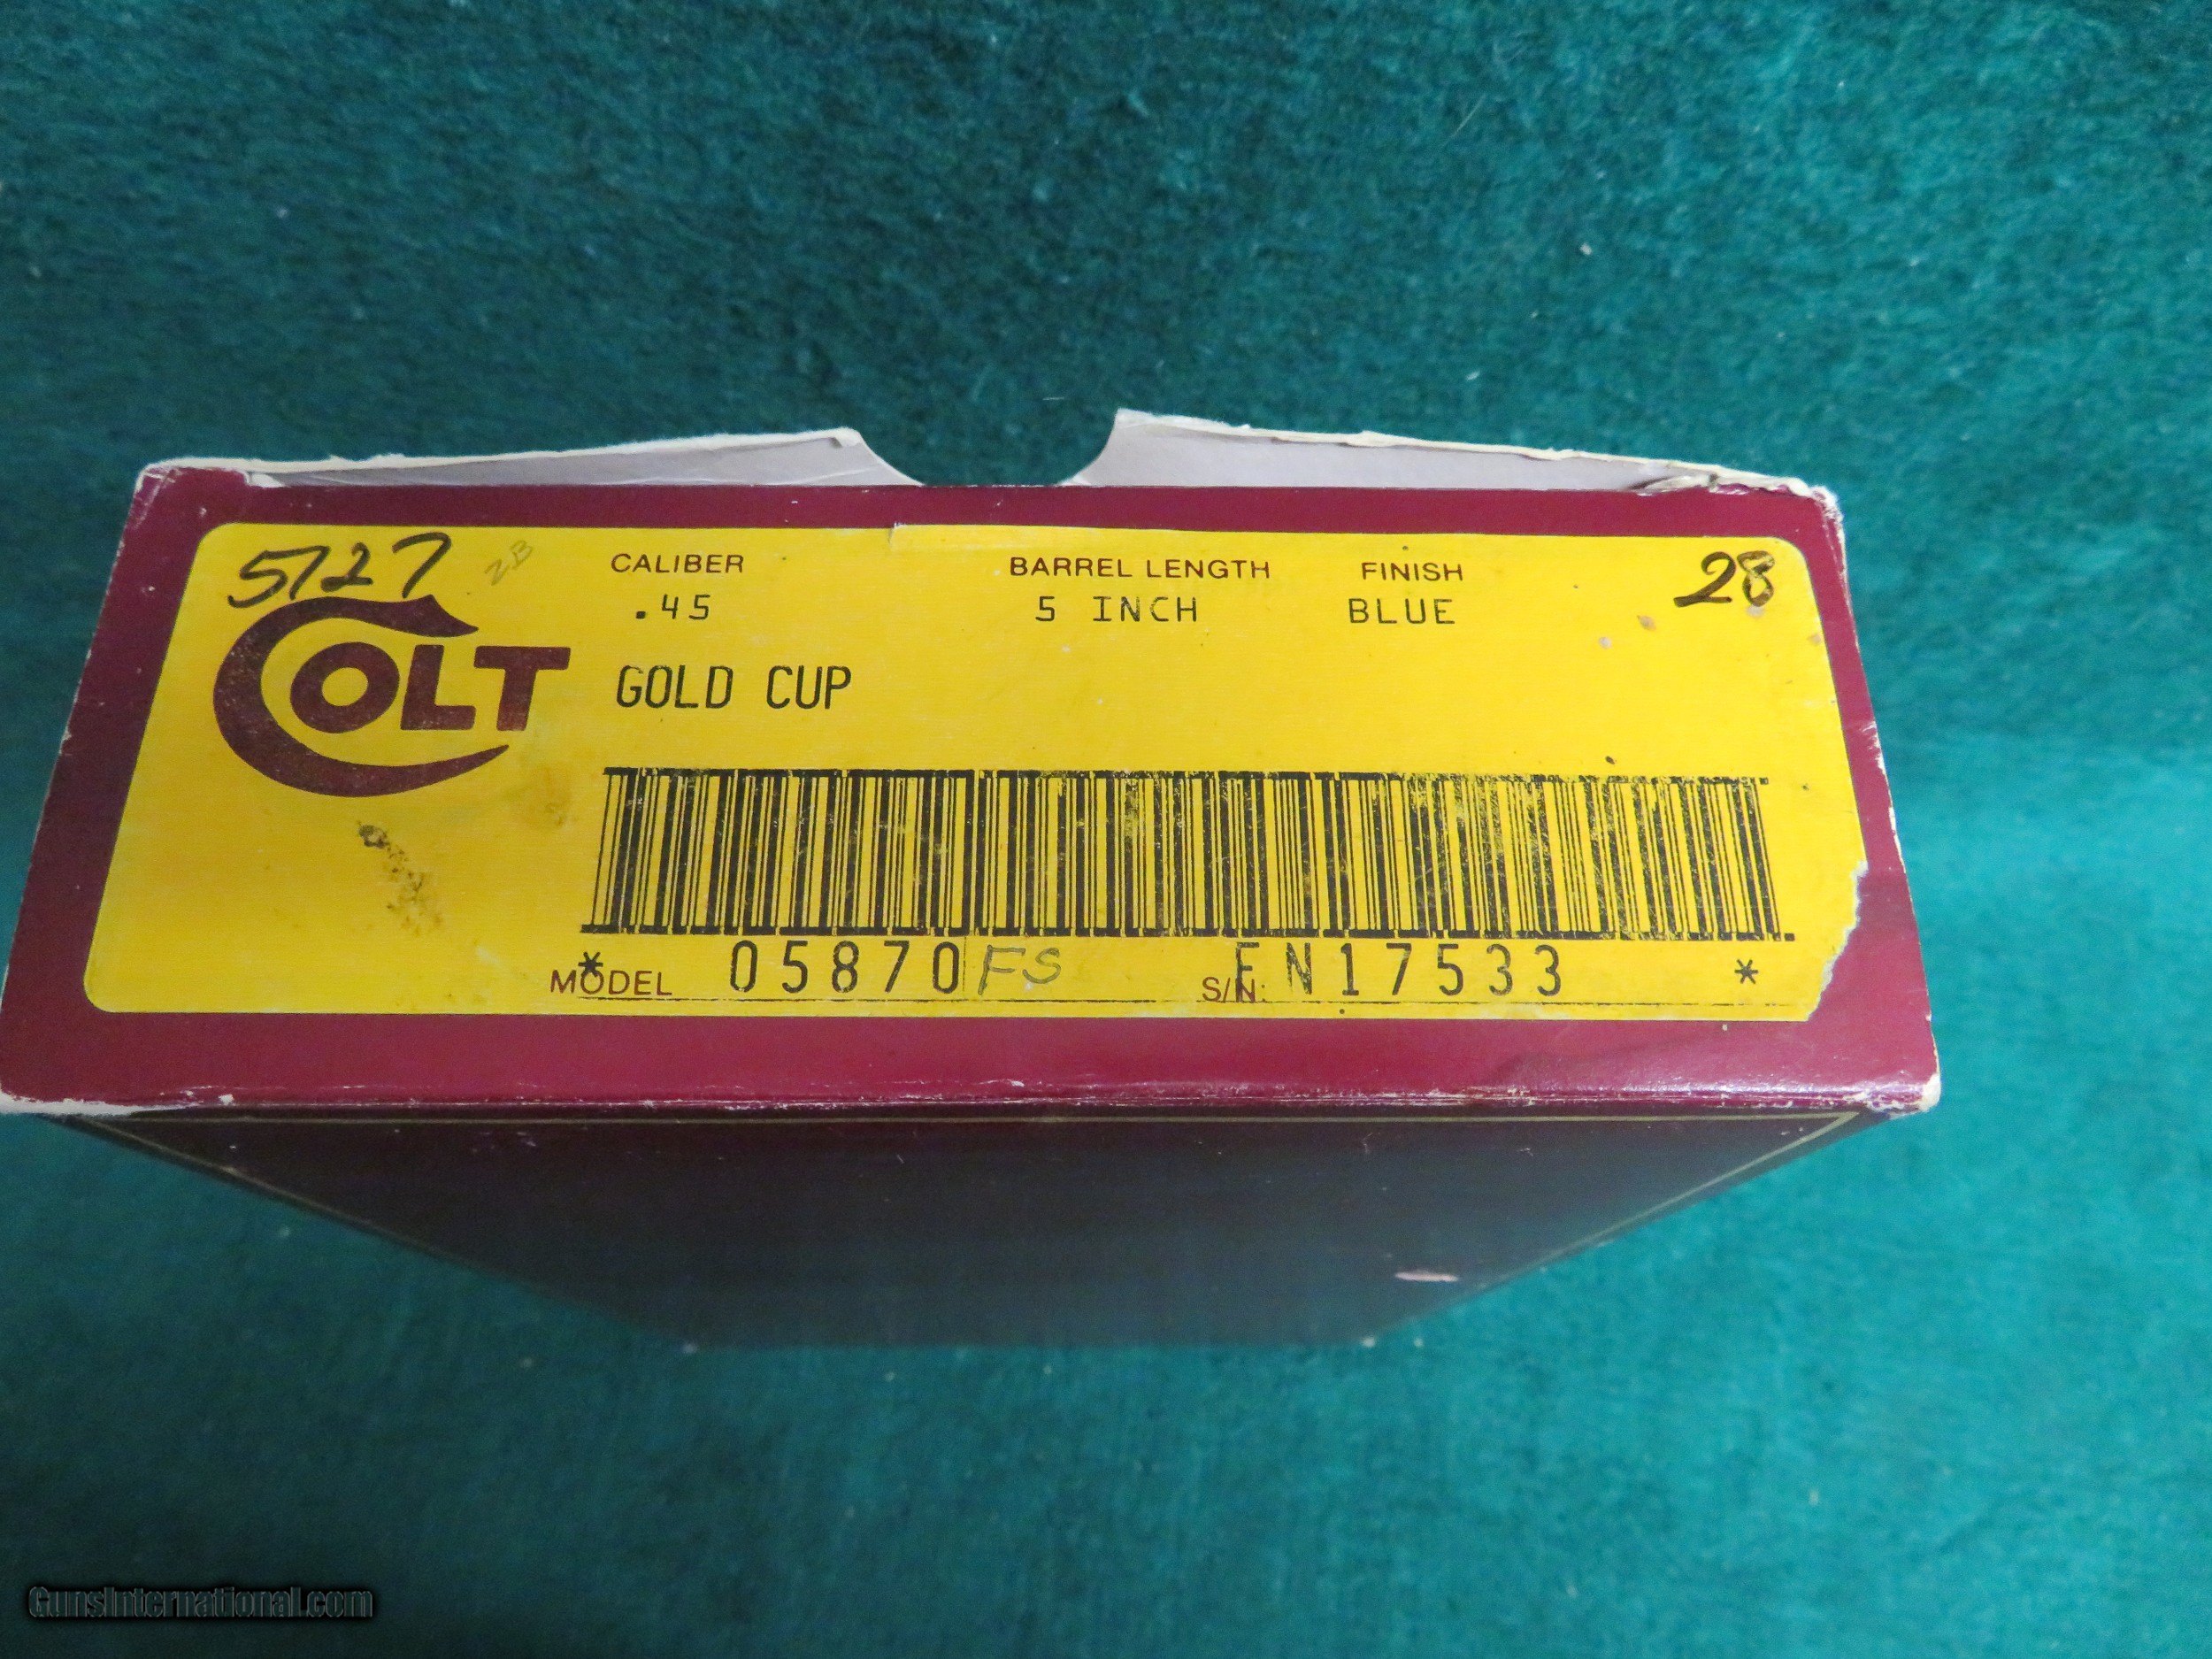 5727 2B CALIBER BARREL LENGTH FINISH 28
.45 5 INCH BLUE
COLT GOLD CUP
* 05870 FS FN17533 *
MODEL S/N:
GunsInternational.com